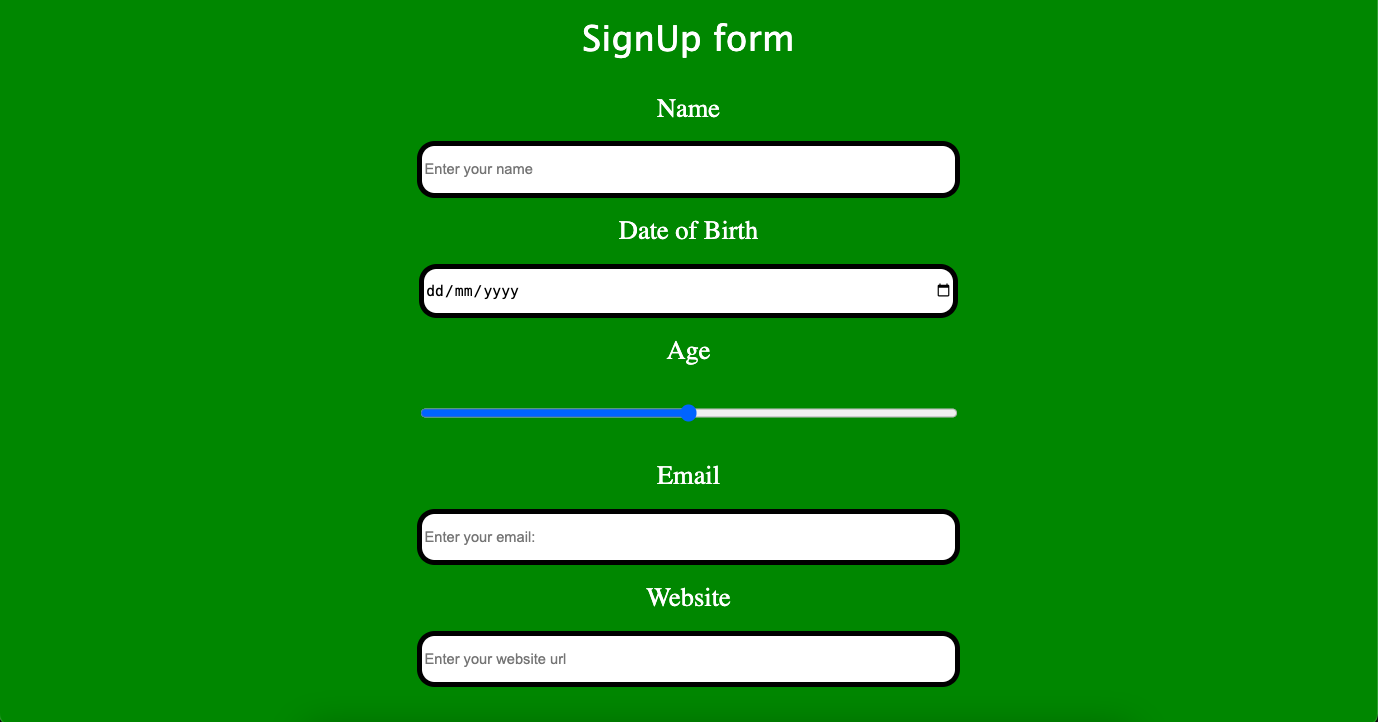 SignUp form
Name
Enter your name
Date of Birth
dd/mm/yyyy
Age
Email
Enter your email:
Website
Enter your website url